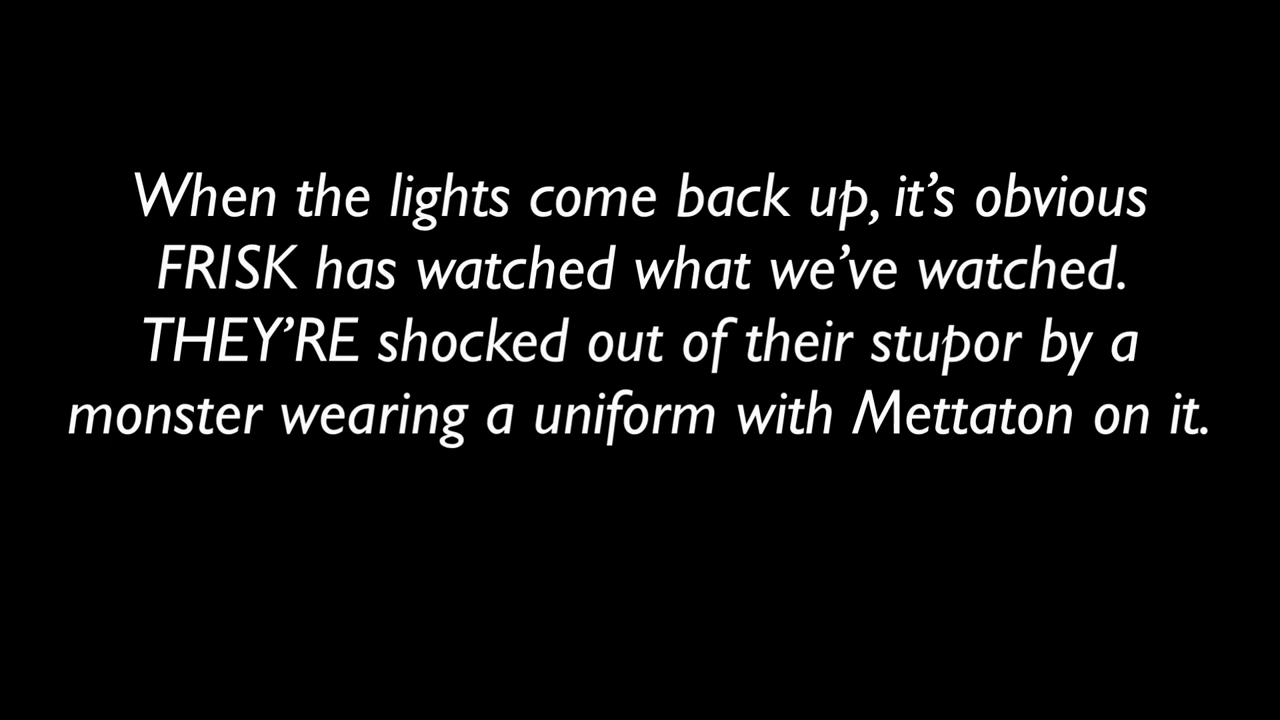 When the lights come back up, it’s obvious
FRISK has watched what we’ve watched.
THEY’RE shocked out of their stupor by a
monster wearing a uniform with Mettaton on it.